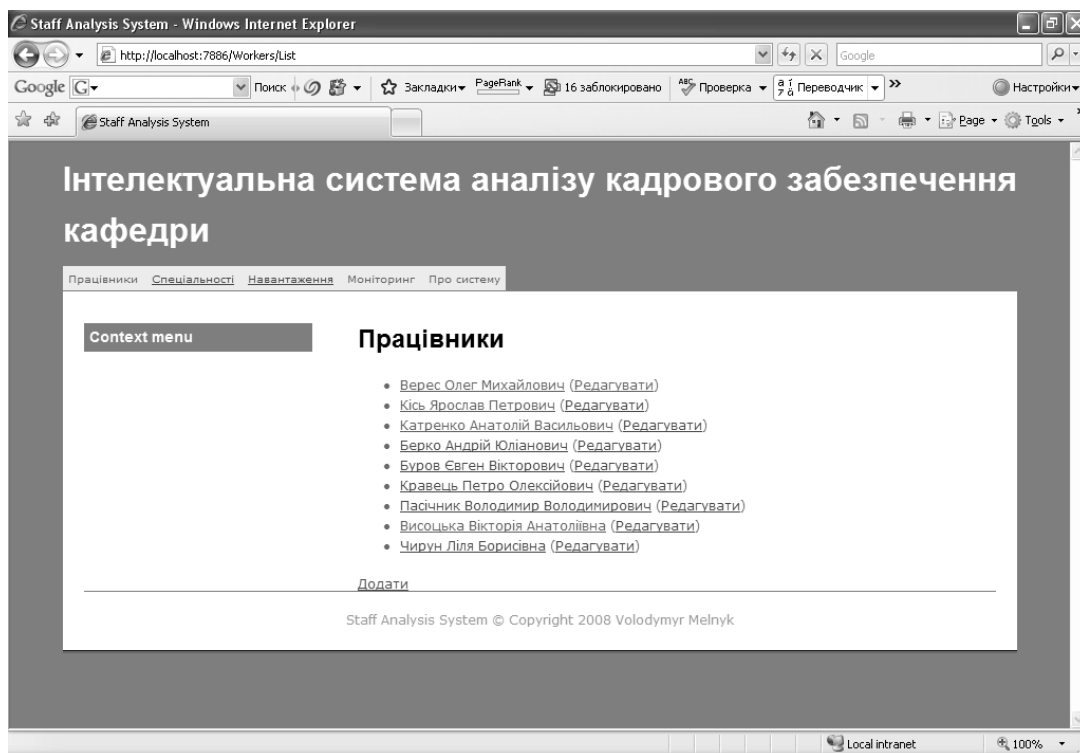 Staff Analysis System - Windows Internet Explorer
http://localhost:7886/Workers/List
Google
Google G Поиск Закладки PageRank 16 заблокировано Проверка Переводчик » Настройки
Staff Analysis System Page Tools
Інтелектуальна система аналізу кадрового забезпечення
кафедри
Працівники Спеціальності Навантаження Моніторинг Про систему
Context menu
Працівники
Верес Олег Михайлович (Редагувати)
Кісь Ярослав Петрович (Редагувати)
Катренко Анатолій Васильович (Редагувати)
Берко Андрій Юліанович (Редагувати)
Буров Євген Вікторович (Редагувати)
Кравець Петро Олексійович (Редагувати)
Пасічник Володимир Володимирович (Редагувати)
Висоцька Вікторія Анатоліївна (Редагувати)
Чирун Ліля Борисівна (Редагувати)
Додати
Staff Analysis System © Copyright 2008 Volodymyr Melnyk
Local intranet 100%